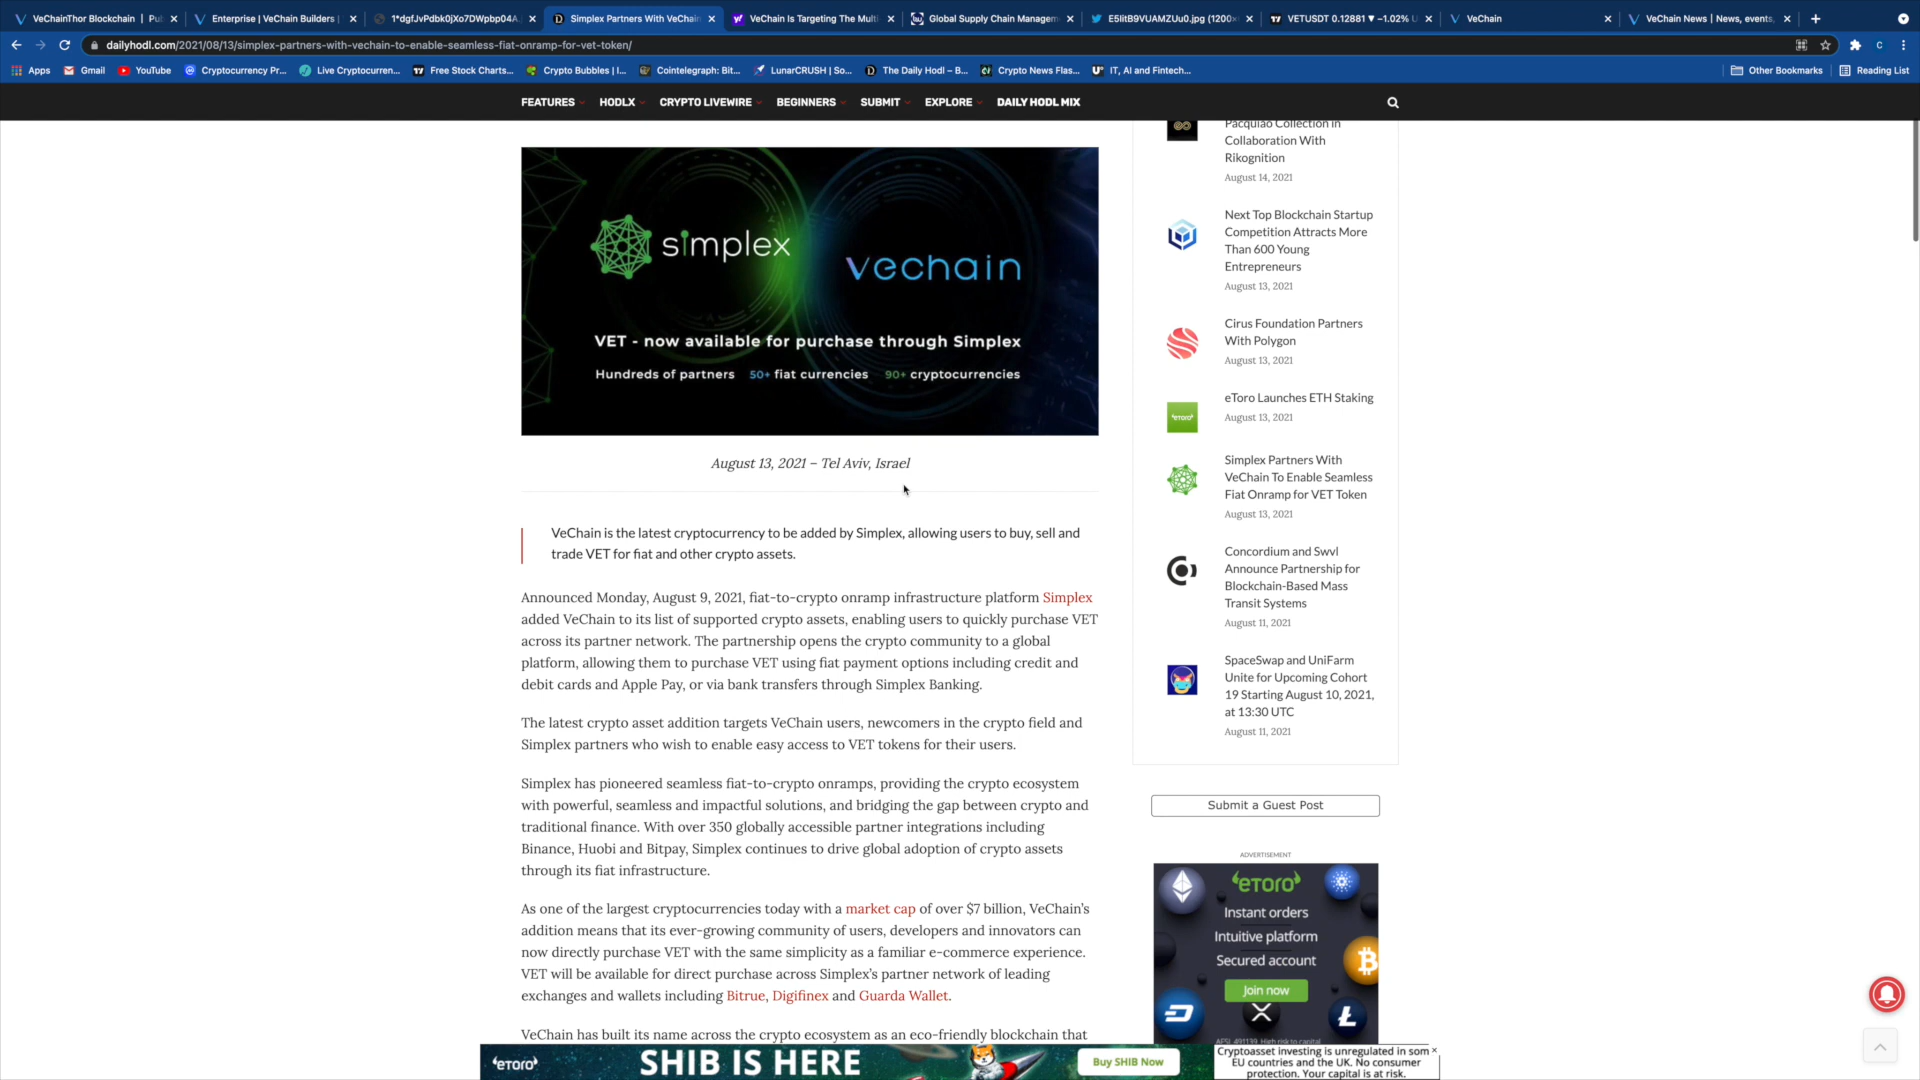 VeChainThor Blockchain | Pu
Enterprise | VeChain Builders |
1*dgfJvPdbk0jXo7DWpbp04A.
Simplex Partners With VeChain
VeChain Is Targeting The Multi
Global Supply Chain Managem
E5IitB9VUAMZUu0.jpg (1200×
VETUSDT 0.12881 ▼ −1.02%
VeChain
VeChain News | News, events,
dailyhodl.com/2021/08/13/simplex-partners-with-vechain-to-enable-seamless-fiat-onramp-for-vet-token/
Apps
Gmail
YouTube
Cryptocurrency Pr...
Live Cryptocurren...
Free Stock Charts...
Crypto Bubbles | I...
Cointelegraph: Bit...
LunarCRUSH | So...
The Daily Hodl – B...
Crypto News Flas...
IT, AI and Fintech...
Other Bookmarks
Reading List
FEATURES
HODLX
CRYPTO LIVEWIRE
BEGINNERS
SUBMIT
EXPLORE
DAILY HODL MIX
simplex
vechain
VET - now available for purchase through Simplex
Hundreds of partners 50+ fiat currencies 90+ cryptocurrencies
August 13, 2021 – Tel Aviv, Israel
VeChain is the latest cryptocurrency to be added by Simplex, allowing users to buy, sell and
trade VET for fiat and other crypto assets.
Announced Monday, August 9, 2021, fiat-to-crypto onramp infrastructure platform Simplex
added VeChain to its list of supported crypto assets, enabling users to quickly purchase VET
across its partner network. The partnership opens the crypto community to a global
platform, allowing them to purchase VET using fiat payment options including credit and
debit cards and Apple Pay, or via bank transfers through Simplex Banking.
The latest crypto asset addition targets VeChain users, newcomers in the crypto field and
Simplex partners who wish to enable easy access to VET tokens for their users.
Simplex has pioneered seamless fiat-to-crypto onramps, providing the crypto ecosystem
with powerful, seamless and impactful solutions, and bridging the gap between crypto and
traditional finance. With over 350 globally accessible partner integrations including
Binance, Huobi and Bitpay, Simplex continues to drive global adoption of crypto assets
through its fiat infrastructure.
As one of the largest cryptocurrencies today with a market cap of over $7 billion, VeChain's
addition means that its ever-growing community of users, developers and innovators can
now directly purchase VET with the same simplicity as a familiar e-commerce experience.
VET will be available for direct purchase across Simplex's partner network of leading
exchanges and wallets including Bitrue, Digifinex and Guarda Wallet.
VeChain has built its name across the crypto ecosystem as an eco-friendly blockchain that
Pacquiao Collection in
Collaboration With
Rikognition
August 14, 2021
Next Top Blockchain Startup
Competition Attracts More
Than 600 Young
Entrepreneurs
August 13, 2021
Cirus Foundation Partners
With Polygon
August 13, 2021
eToro Launches ETH Staking
August 13, 2021
eToro
Simplex Partners With
VeChain To Enable Seamless
Fiat Onramp for VET Token
August 13, 2021
Concordium and Swvl
Announce Partnership for
Blockchain-Based Mass
Transit Systems
August 11, 2021
SpaceSwap and UniFarm
Unite for Upcoming Cohort
19 Starting August 10, 2021,
at 13:30 UTC
August 11, 2021
Submit a Guest Post
ADVERTISEMENT
eToro
Instant orders
Intuitive platform
Secured account
Join now
AFSL 491139. High risk to capital
eToro
SHIB IS HERE
Buy SHIB Now
Cryptoasset investing is unregulated in som
EU countries and the UK. No consumer
protection. Your capital is at risk.